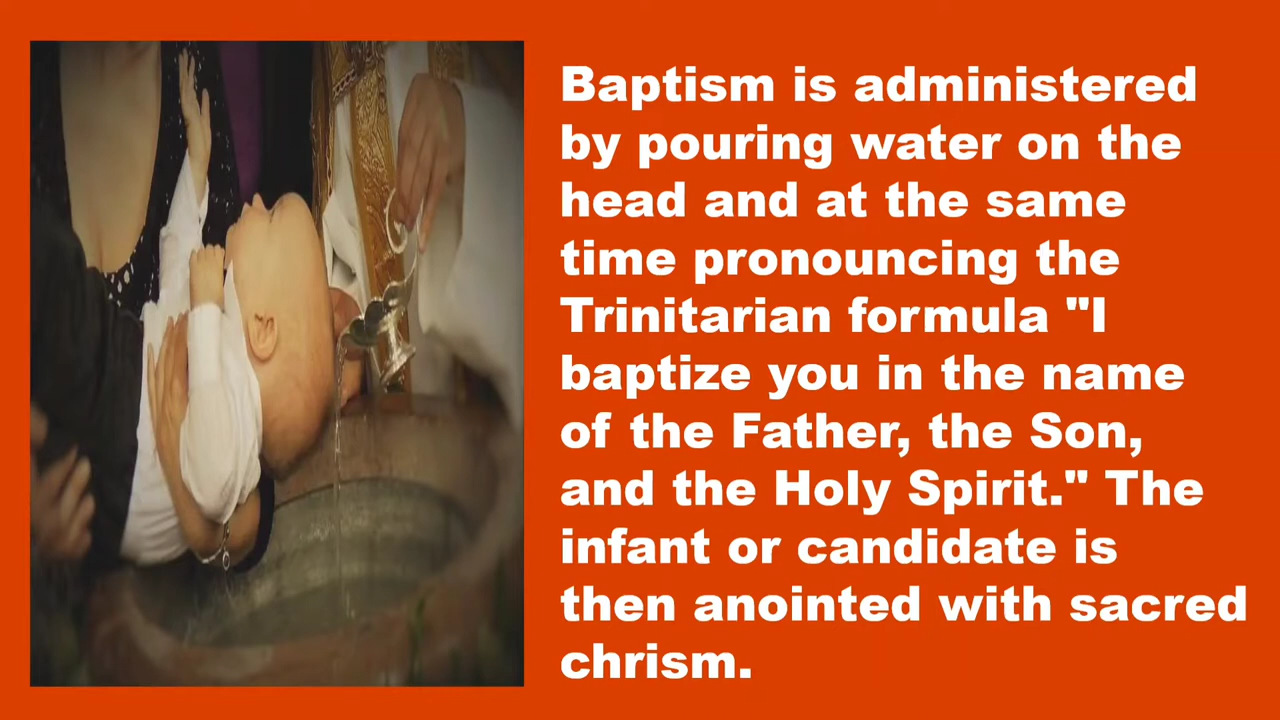 Baptism is administered
by pouring water on the
head and at the same
time pronouncing the
Trinitarian formula "I
baptize you in the name
of the Father, the Son,
and the Holy Spirit." The
infant or candidate is
then anointed with sacred
chrism.